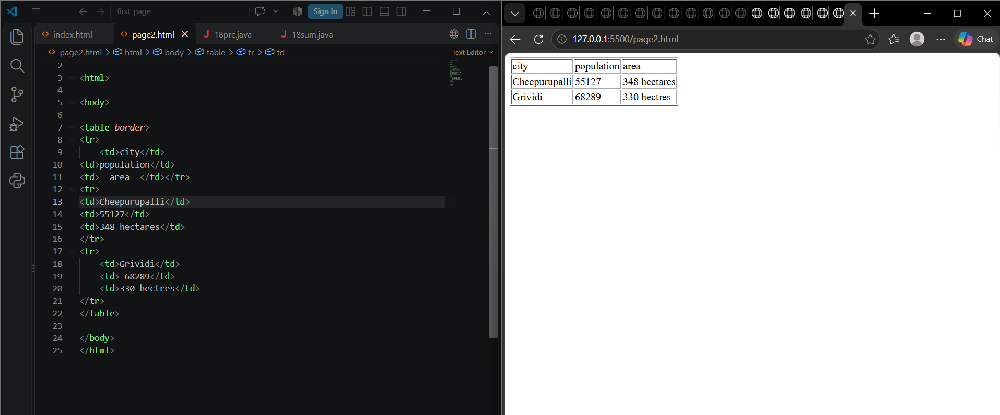 first_page
Sign In
index.html
page2.html
18prc.java
18sum.java
page2.html > html > body > table > tr > td
Text Editor
2
3 <html>
4
5 <body>
6
7 <table border>
8 <tr>
9     <td>city</td>
10 <td>population</td>
11 <td>  area  </td></tr>
12 <tr>
13 <td>Cheepurupalli</td>
14 <td>55127</td>
15 <td>348 hectares</td>
16 </tr>
17 <tr>
18     <td>Grividi</td>
19     <td> 68289</td>
20     <td>330 hectres</td>
21 </tr>
22 </table>
23
24 </body>
25 </html>
127.0.0.1:5500/page2.html
Chat
city population area
Cheepurupalli 55127 348 hectares
Grividi 68289 330 hectres